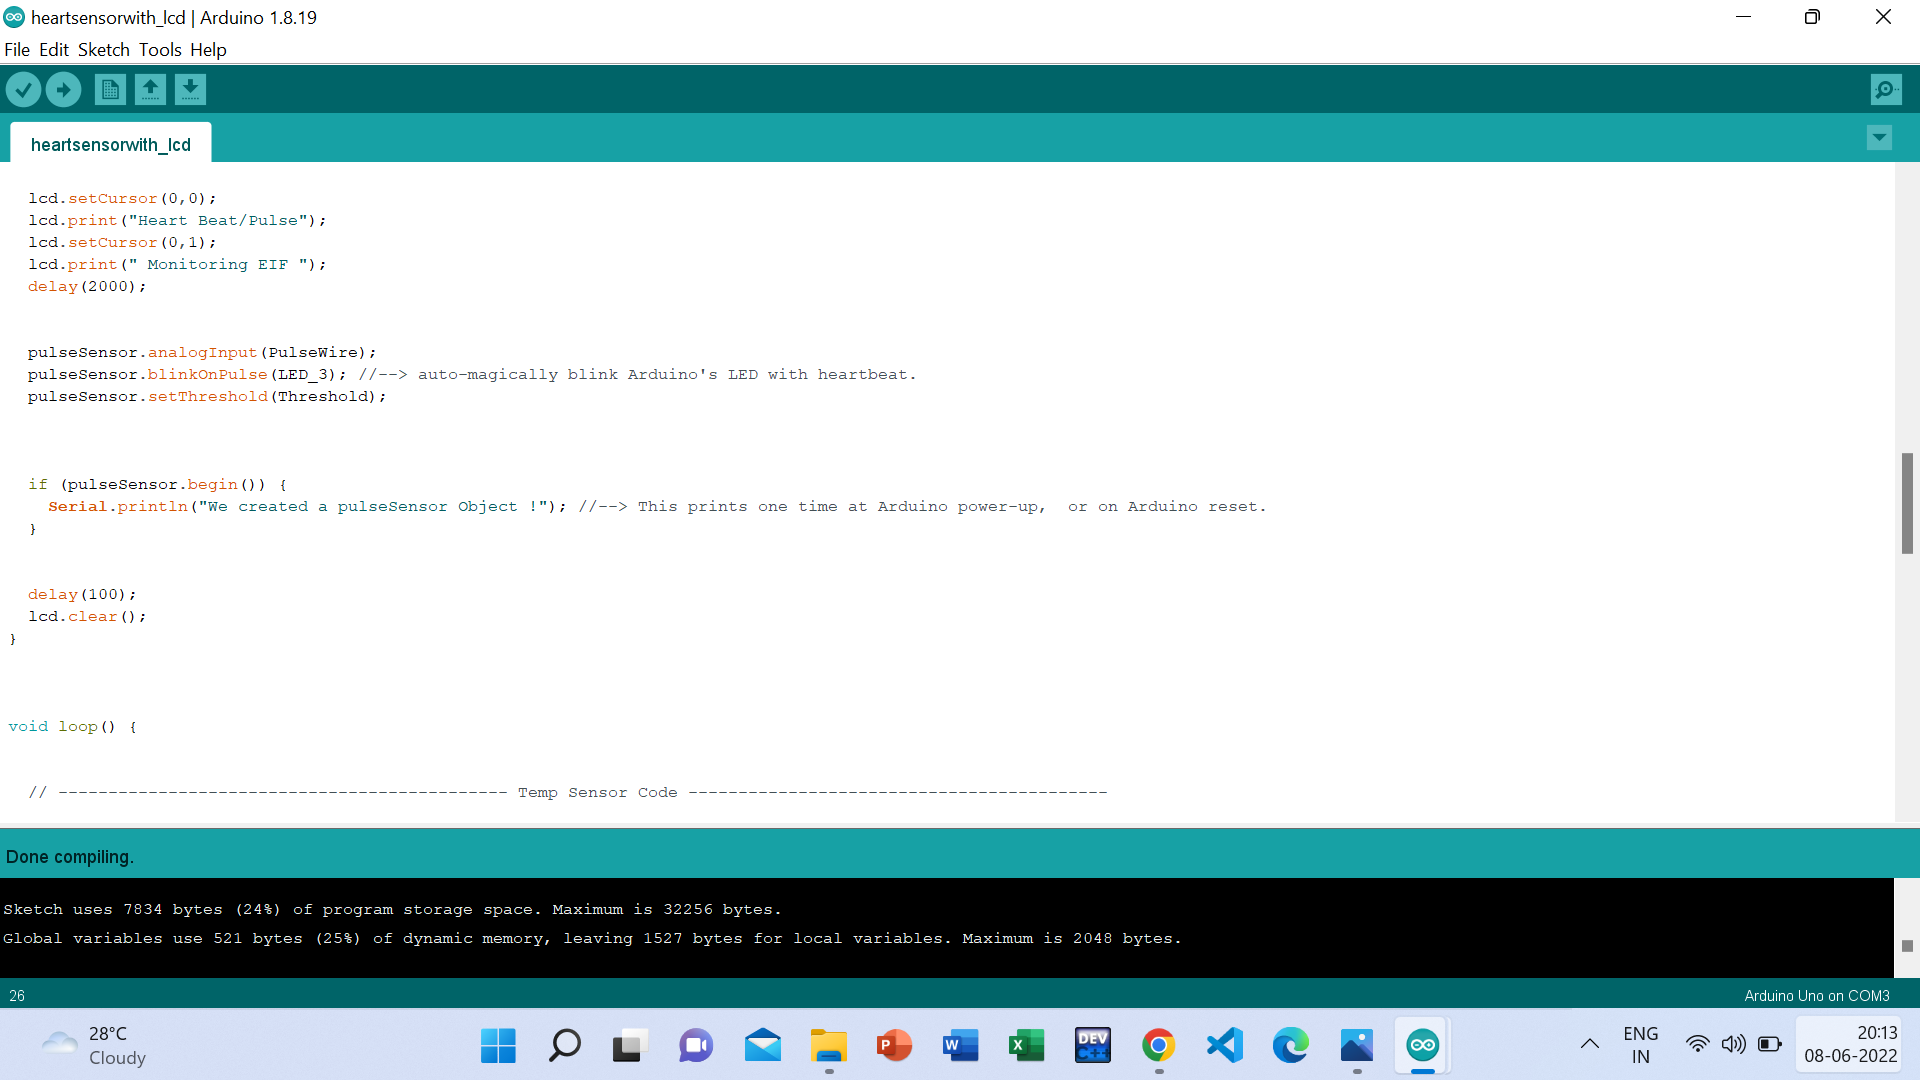 heartsensorwith_lcd | Arduino 1.8.19
File Edit Sketch Tools Help
heartsensorwith_lcd
lcd.setCursor(0,0);
lcd.print("Heart Beat/Pulse");
lcd.setCursor(0,1);
lcd.print(" Monitoring EIF ");
delay(2000);
pulseSensor.analogInput(PulseWire);
pulseSensor.blinkOnPulse(LED_3); //--> auto-magically blink Arduino's LED with heartbeat.
pulseSensor.setThreshold(Threshold);
if (pulseSensor.begin()) {
Serial.println("We created a pulseSensor Object !"); //--> This prints one time at Arduino power-up,  or on Arduino reset.
}
delay(100);
lcd.clear();
}
void loop() {
// --------------------------------------------- Temp Sensor Code ------------------------------------------
Done compiling.
Sketch uses 7834 bytes (24%) of program storage space. Maximum is 32256 bytes.
Global variables use 521 bytes (25%) of dynamic memory, leaving 1527 bytes for local variables. Maximum is 2048 bytes.
26
Arduino Uno on COM3
28°C
Cloudy
P
W
X
DEV
C++
ENG
IN
20:13
08-06-2022